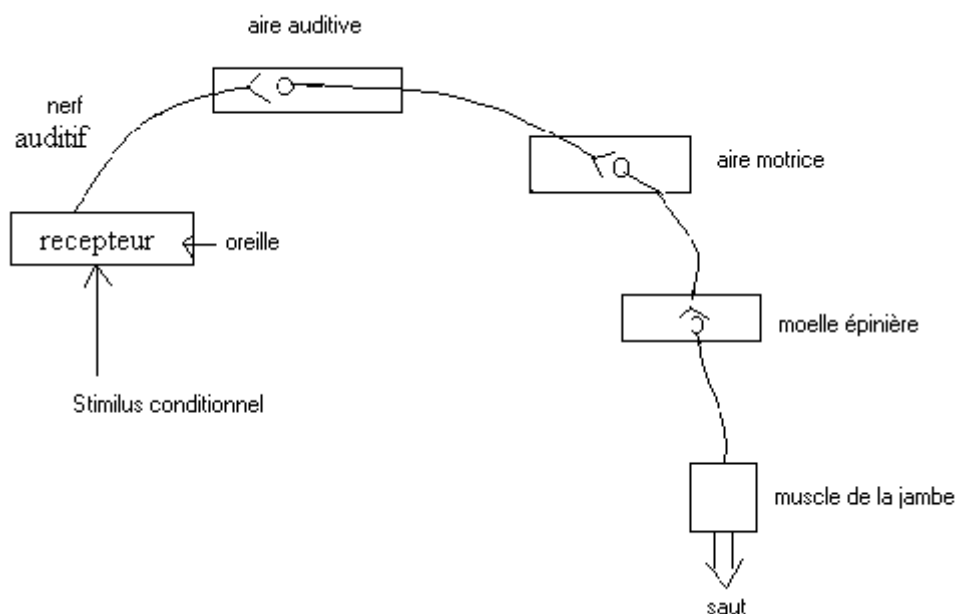 aire auditive
nerf
auditif
aire motrice
recepteur
oreille
moelle épinière
Stimilus conditionnel
muscle de la jambe
saut